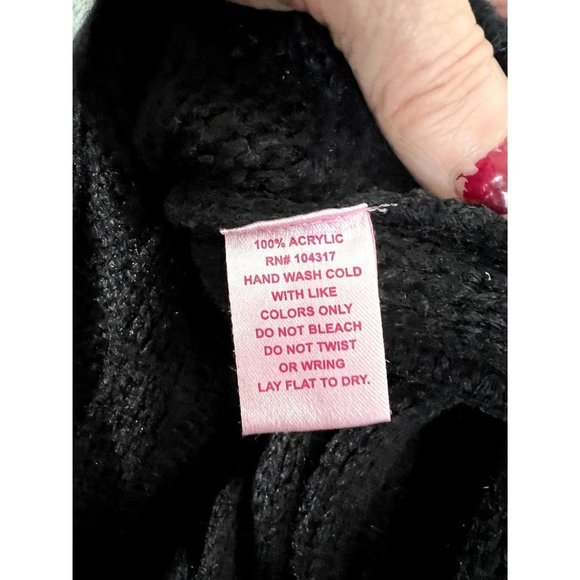 100% ACRYLIC
RN# 104317
HAND WASH COLD
WITH LIKE
COLORS ONLY
DO NOT BLEACH
DO NOT TWIST
OR WRING
LAY FLAT TO DRY.